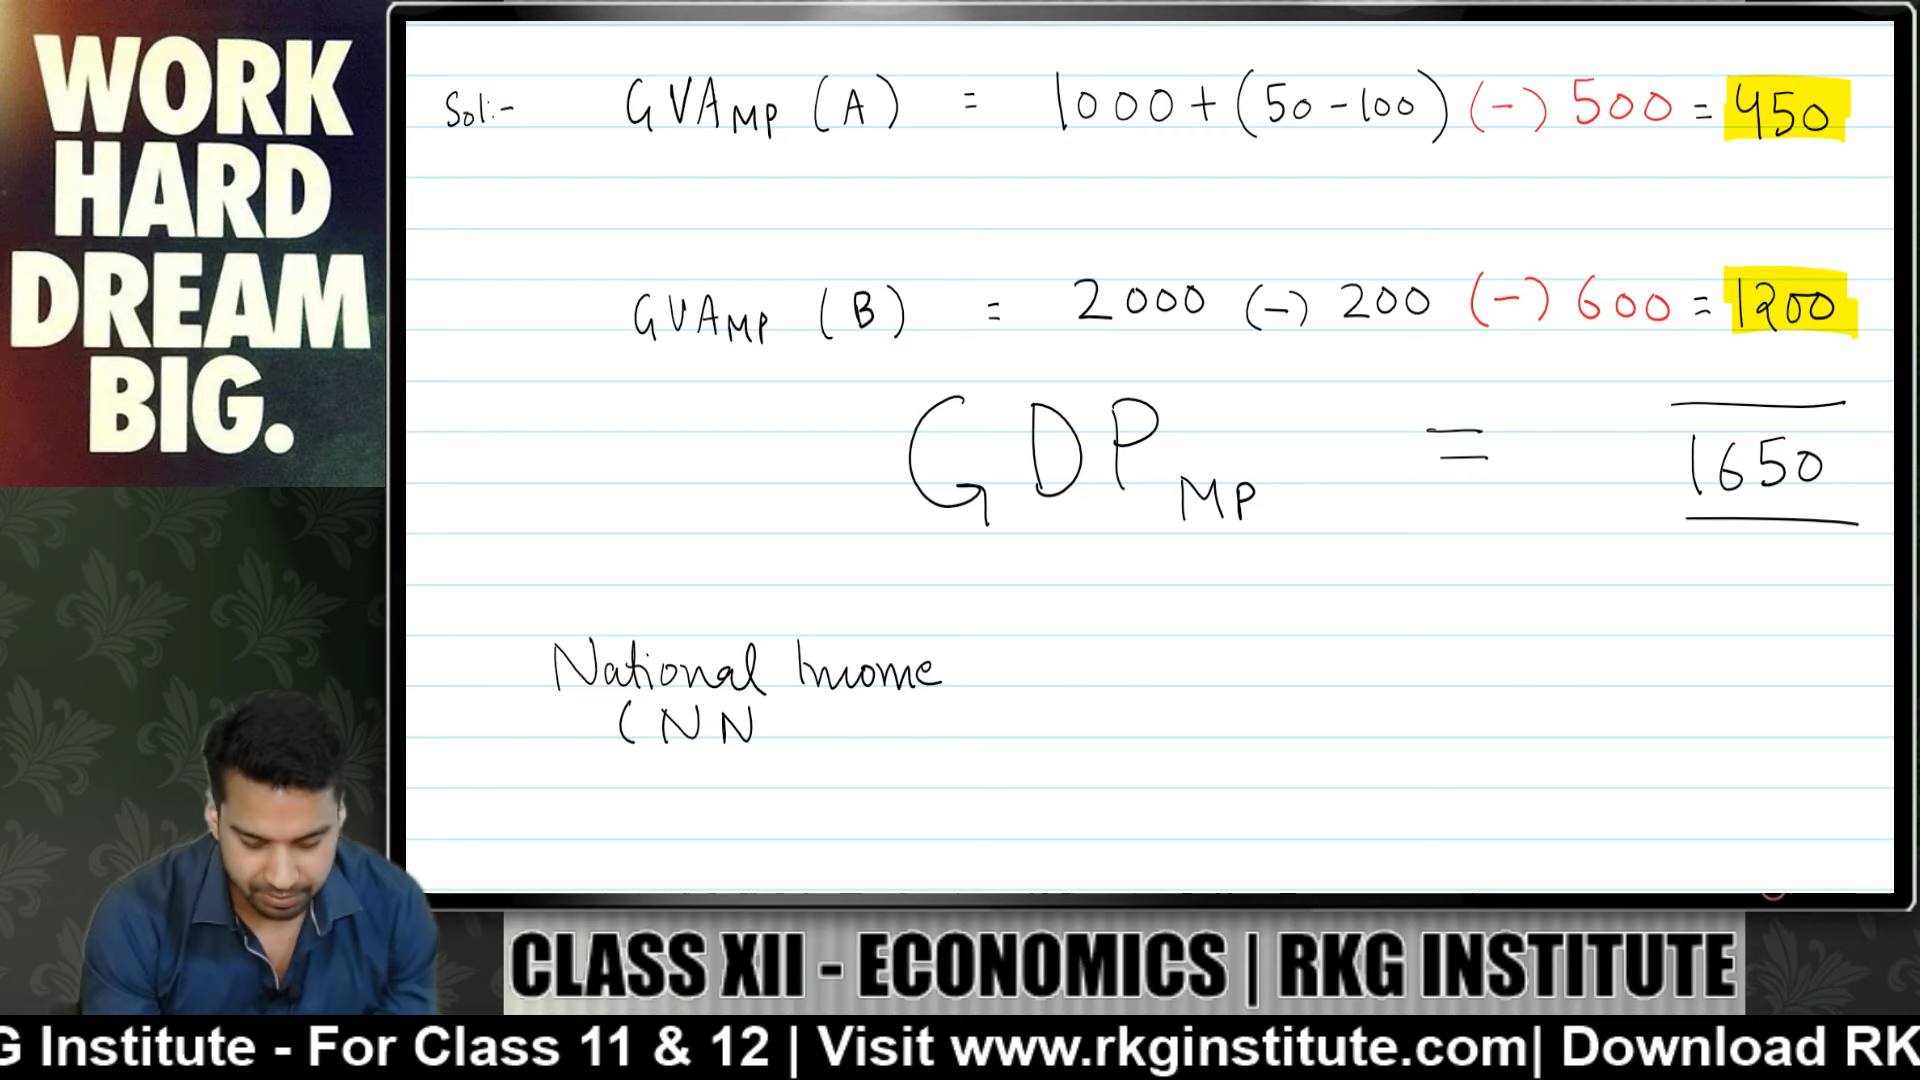 WORK
HARD
DREAM
BIG.
Sol:- GVAMP (A) = 1000 + (50 - 100) (-) 500 = 450
GVAMP (B) = 2000 (-) 200 (-) 600 = 1200
GDPMP = 1650
National Income
(NN
CLASS XII - ECONOMICS | RKG INSTITUTE
G Institute - For Class 11 & 12 | Visit www.rkginstitute.com| Download RK